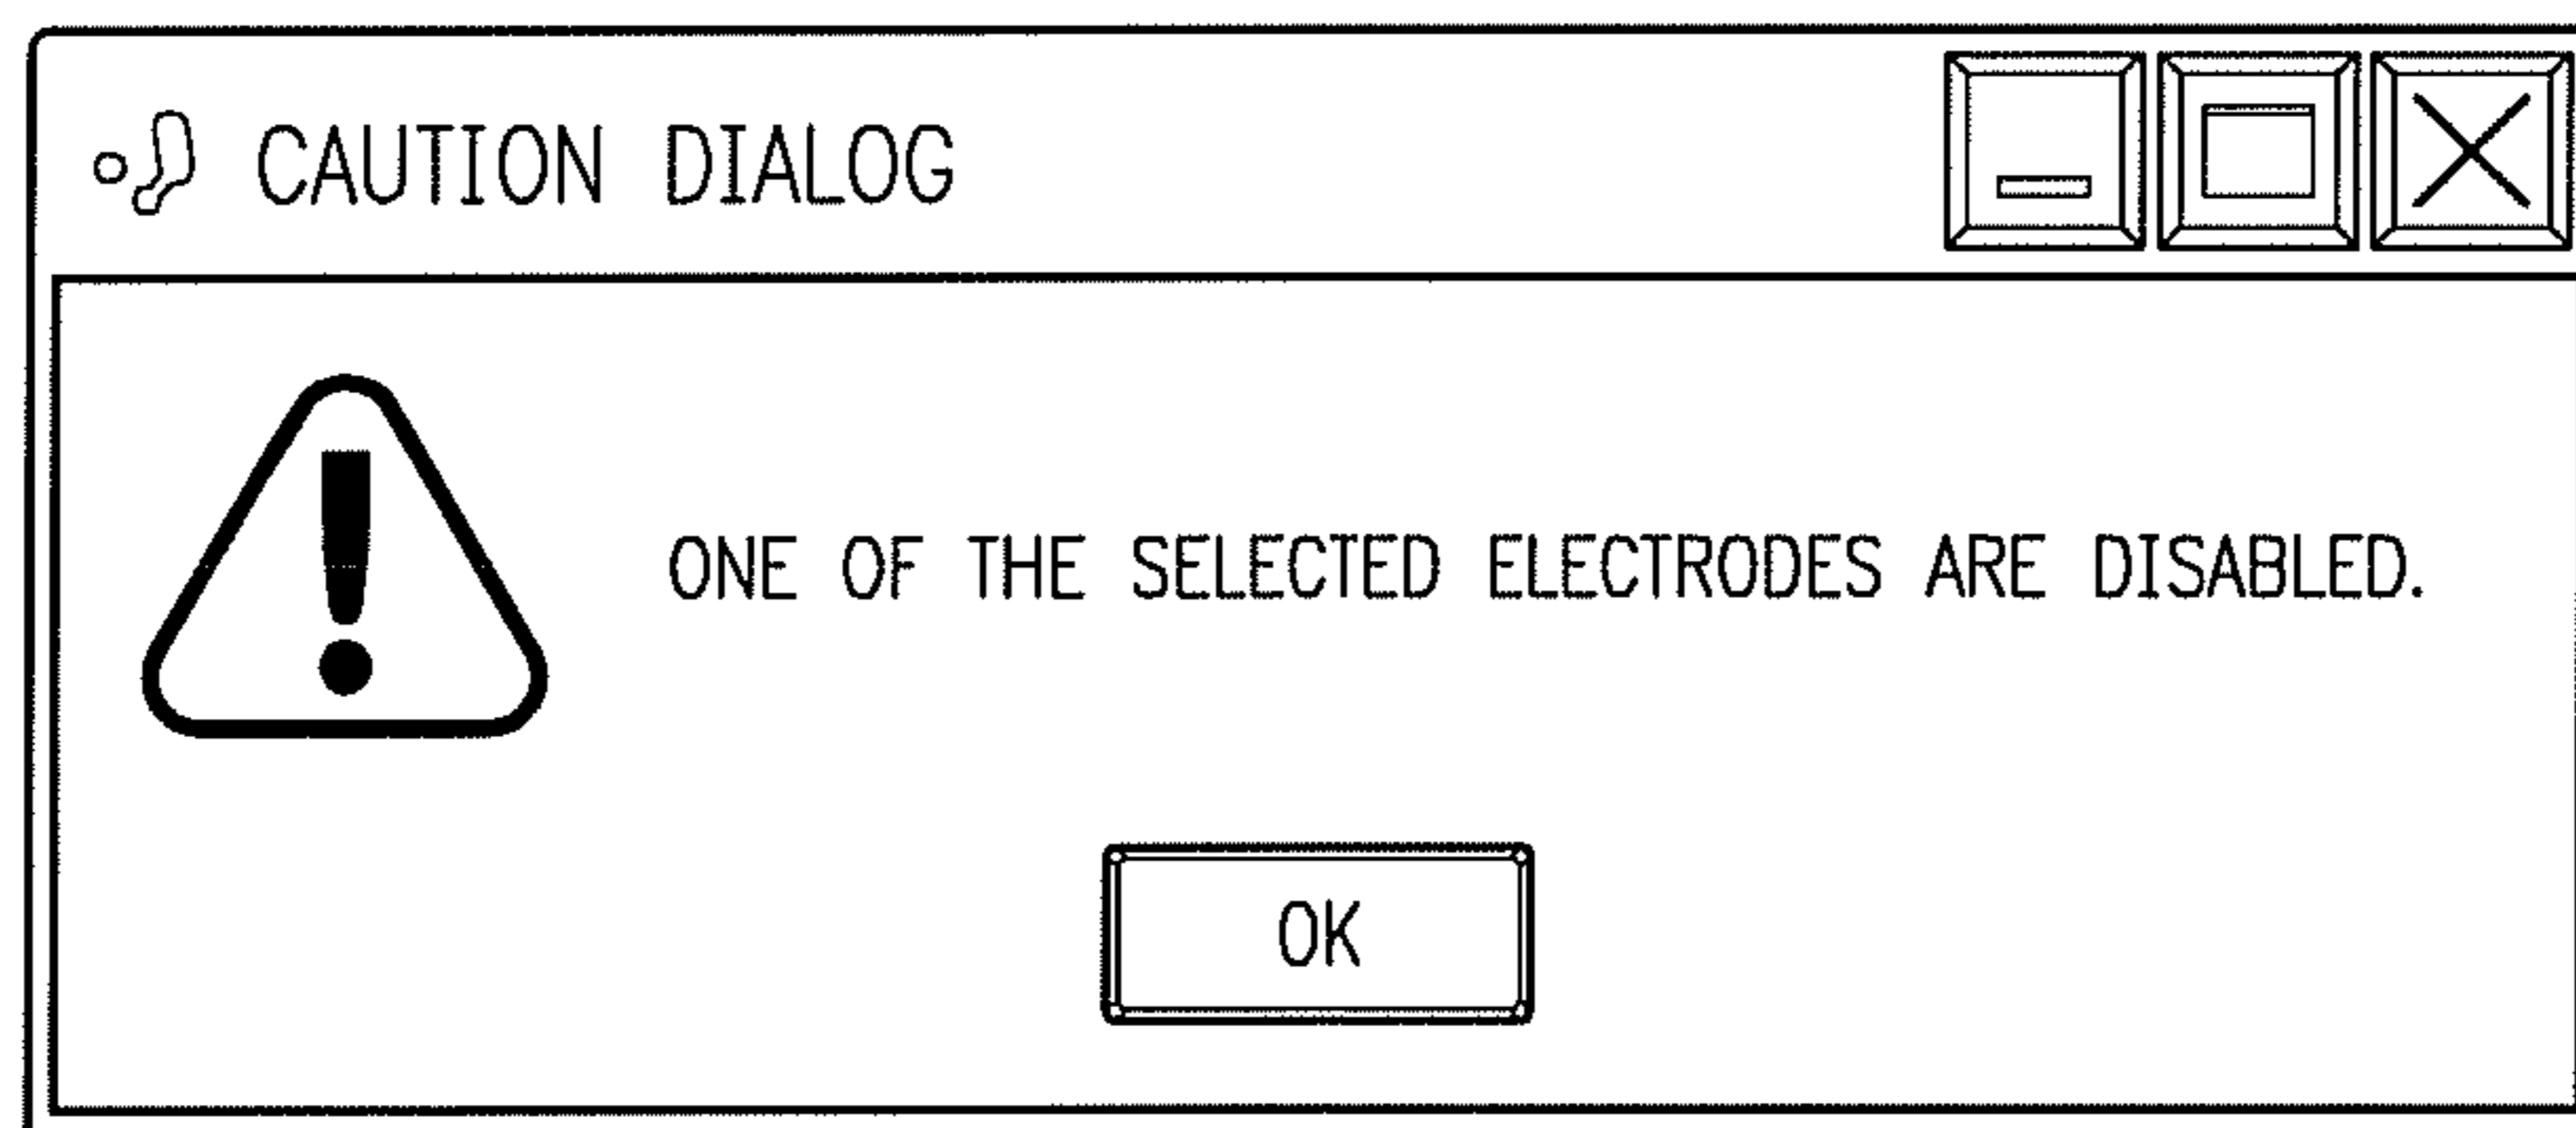 CAUTION DIALOG
ONE OF THE SELECTED ELECTRODES ARE DISABLED.
OK